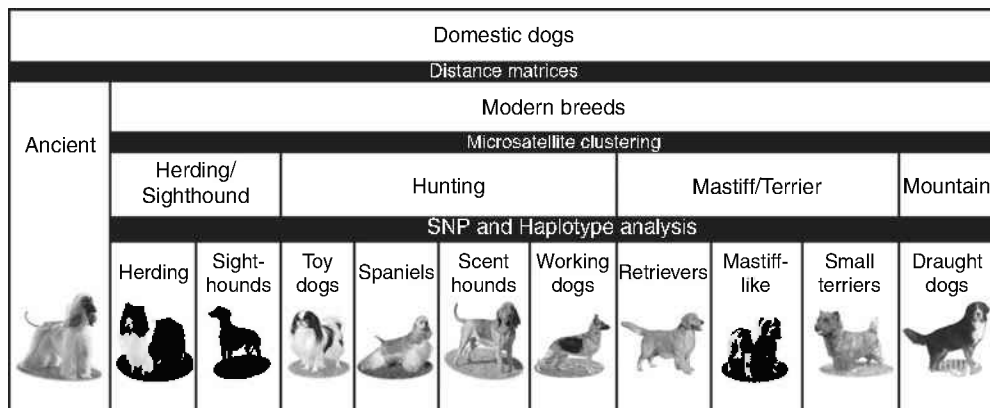 Domestic dogs
Distance matrices
Ancient
Modern breeds
Microsatellite clustering
Herding/
Sighthound
Hunting
Mastiff/Terrier
Mountain
SNP and Haplotype analysis
Herding
Sight-
hounds
Toy
dogs
Spaniels
Scent
hounds
Working
dogs
Retrievers
Mastiff-
like
Small
terriers
Draught
dogs